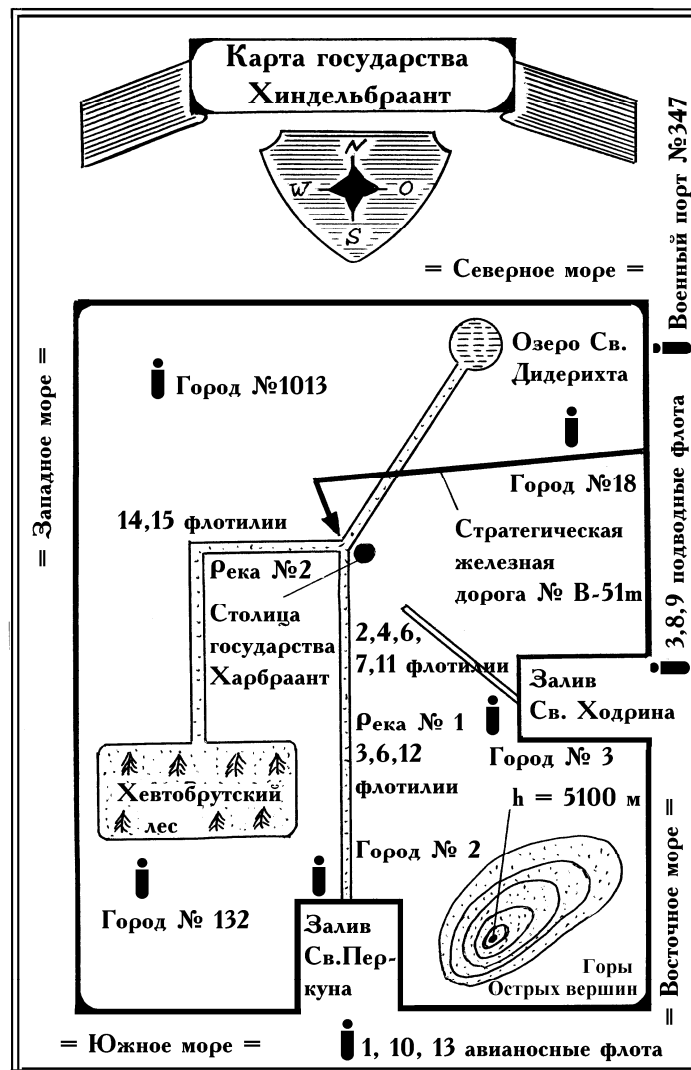 Карта государства
Хиндельбраант
N
W O
S
= Северное море =
Военный порт №347
Озеро Св.
Дидерихта
Город №1013
= Западное море =
Город №18
14,15 флотилии
Стратегическая
железная
дорога № В-51m
3,8,9 подводные флота
Река №2
Столица
государства
Харбраант
2,4,6,
7,11 флотилии
Залив
Св. Ходрина
Река № 1
3,6,12
флотилии
Город № 3
h = 5100 м
Хевтобрутский
лес
Город № 2
Город № 132
Залив
Св.Пер-
куна
Горы
Острых вершин
= Восточное море =
= Южное море =
1, 10, 13 авианосные флота